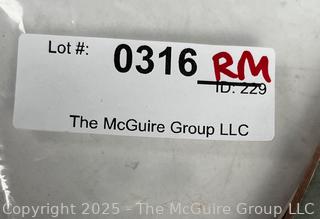 Lot #: 0316 RM
ID: 229
The McGuire Group LLC
Copyright 2025 - The McGuire Group LLC